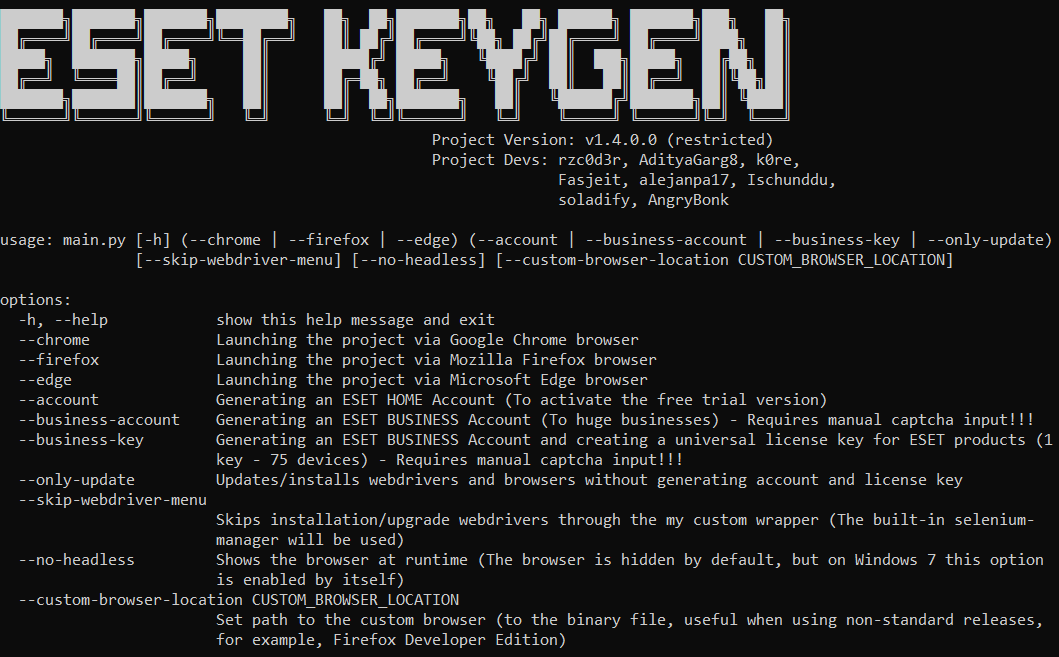 ESET KEYGEN
Project Version: v1.4.0.0 (restricted)
Project Devs: rzc0d3r, AdityaGarg8, k0re,
Fasjeit, alejanpa17, Ischunddu,
soladify, AngryBonk
usage: main.py [-h] (--chrome | --firefox | --edge) (--account | --business-account | --business-key | --only-update)
[--skip-webdriver-menu] [--no-headless] [--custom-browser-location CUSTOM_BROWSER_LOCATION]
options:
-h, --help show this help message and exit
--chrome Launching the project via Google Chrome browser
--firefox Launching the project via Mozilla Firefox browser
--edge Launching the project via Microsoft Edge browser
--account Generating an ESET HOME Account (To activate the free trial version)
--business-account Generating an ESET BUSINESS Account (To huge businesses) - Requires manual captcha input!!!
--business-key Generating an ESET BUSINESS Account and creating a universal license key for ESET products (1
key - 75 devices) - Requires manual captcha input!!!
--only-update Updates/installs webdrivers and browsers without generating account and license key
--skip-webdriver-menu
Skips installation/upgrade webdrivers through the my custom wrapper (The built-in selenium-
manager will be used)
--no-headless Shows the browser at runtime (The browser is hidden by default, but on Windows 7 this option
is enabled by itself)
--custom-browser-location CUSTOM_BROWSER_LOCATION
Set path to the custom browser (to the binary file, useful when using non-standard releases,
for example, Firefox Developer Edition)